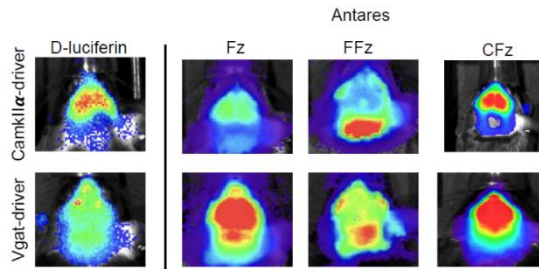 Antares
D-luciferin Fz FFz CFz
CamkIIα-driver
Vgat-driver